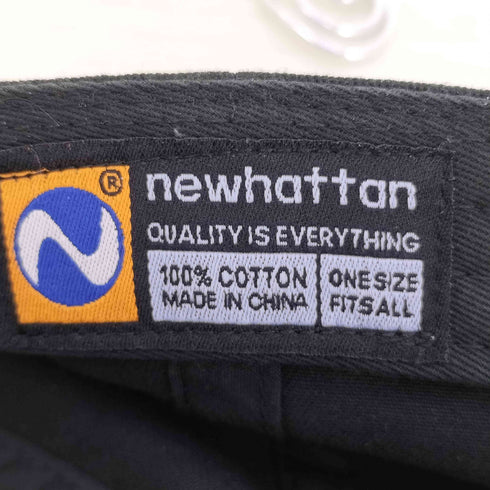 ®
newhattan
QUALITY IS EVERYTHING
100% COTTON
MADE IN CHINA
ONE SIZE
FITS ALL